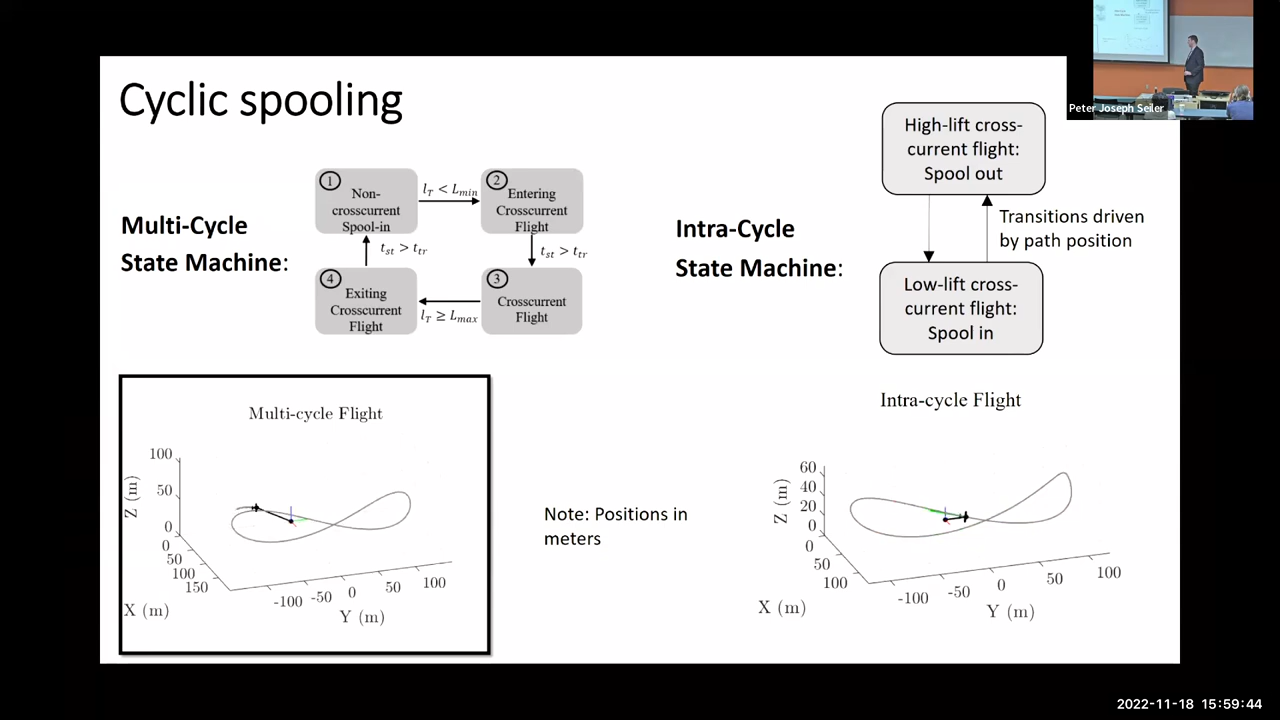 Cyclic spooling
Peter Joseph Seiler
Multi-Cycle
State Machine:
1
Non-
crosscurrent
Spool-in
l_T < L_min
2
Entering
Crosscurrent
Flight
t_st > t_tr
t_st > t_tr
4
Exiting
Crosscurrent
Flight
l_T ≥ L_max
3
Crosscurrent
Flight
Intra-Cycle
State Machine:
High-lift cross-
current flight:
Spool out
Transitions driven
by path position
Low-lift cross-
current flight:
Spool in
Multi-cycle Flight
100
50
0
Z (m)
0
50
100
150
X (m)
-100 -50 0 50 100
Y (m)
Note: Positions in
meters
Intra-cycle Flight
60
40
20
0
Z (m)
0
50
100
X (m)
-100 -50 0 50 100
Y (m)
2022-11-18 15:59:44